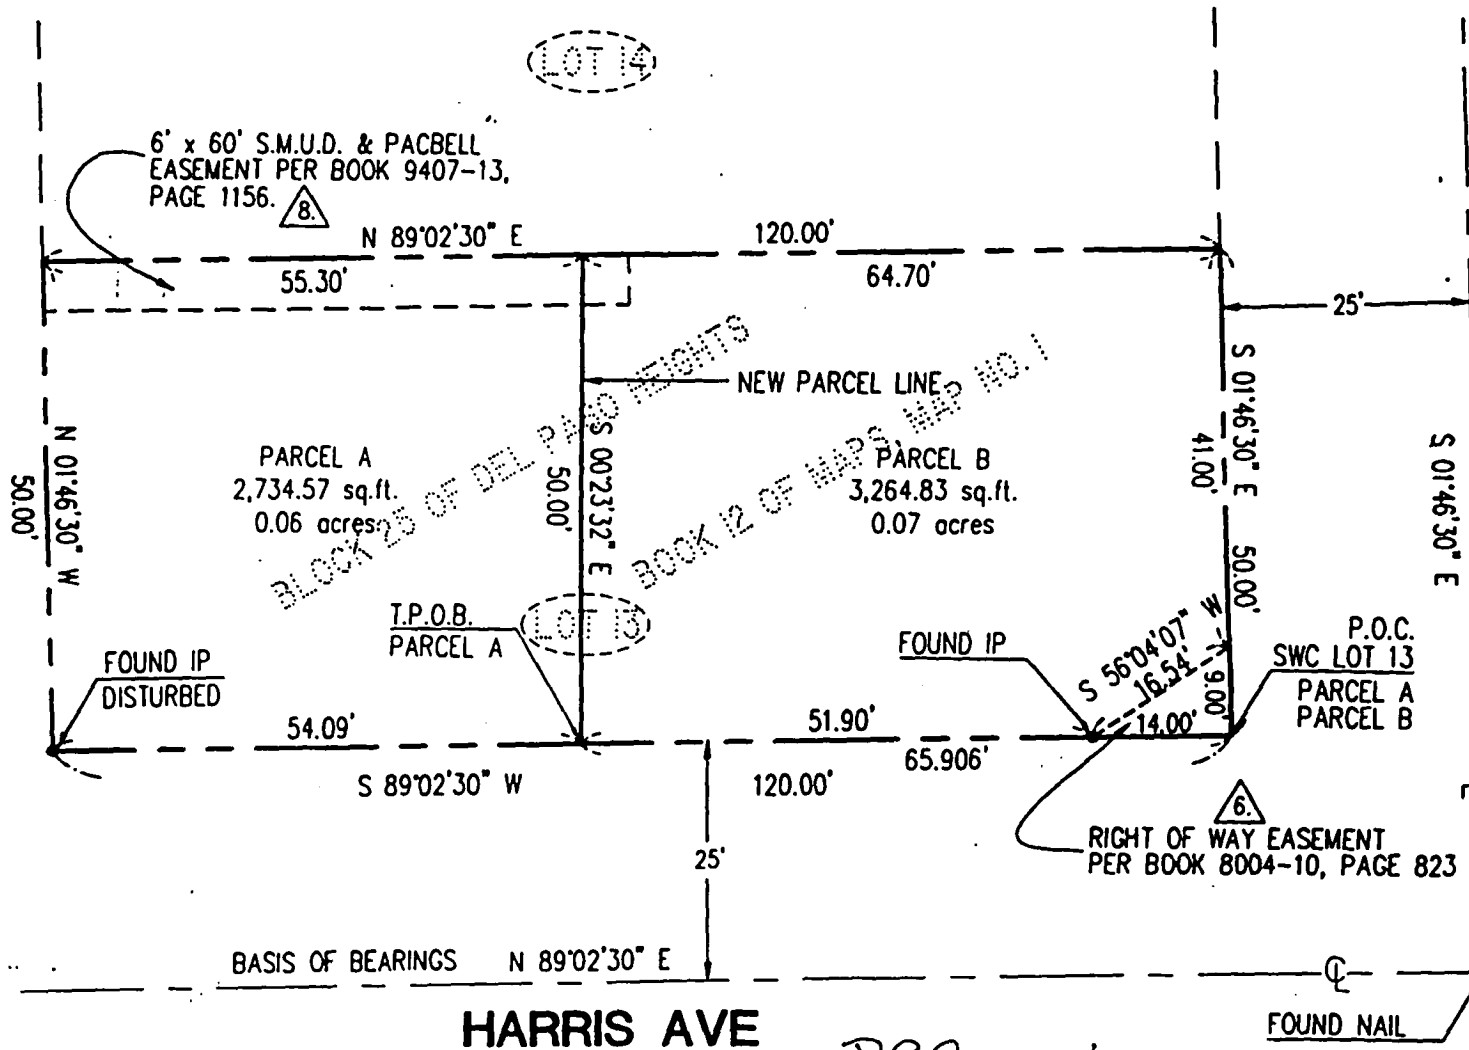 LOT 14
6' x 60' S.M.U.D. & PACBELL
EASEMENT PER BOOK 9407-13,
PAGE 1156.
8.
N 89°02'30" E
120.00'
55.30'
64.70'
25'
NEW PARCEL LINE
BLOCK 25 OF DEL PASO HEIGHTS
BOOK 12 OF MAPS MAP NO. 1
N 01°46'30" W
50.00'
PARCEL A
2,734.57 sq.ft.
0.06 acres
S 00°23'32" E
50.00'
PARCEL B
3,264.83 sq.ft.
0.07 acres
S 01°46'30" E
41.00'
50.00'
S 01°46'30" E
LOT 13
T.P.O.B.
PARCEL A
FOUND IP
DISTURBED
FOUND IP
S 56°04'07" W
16.54'
9.00'
P.O.C.
SWC LOT 13
PARCEL A
PARCEL B
54.09'
51.90'
14.00'
65.906'
S 89°02'30" W
120.00'
6.
RIGHT OF WAY EASEMENT
PER BOOK 8004-10, PAGE 823
25'
BASIS OF BEARINGS N 89°02'30" E
CL
HARRIS AVE
FOUND NAIL